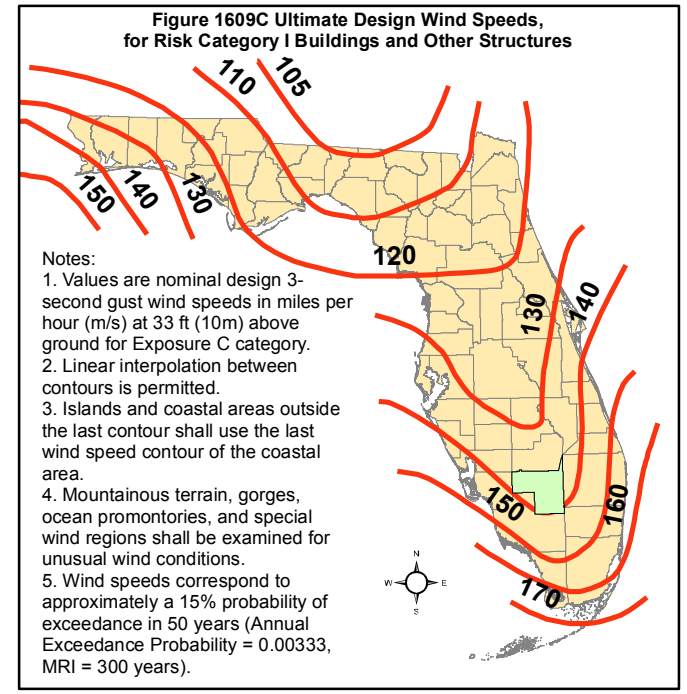 Figure 1609C Ultimate Design Wind Speeds,
for Risk Category I Buildings and Other Structures
105
110
150
140
130
120
130
140
150
160
170
Notes:
1. Values are nominal design 3-
second gust wind speeds in miles per
hour (m/s) at 33 ft (10m) above
ground for Exposure C category.
2. Linear interpolation between
contours is permitted.
3. Islands and coastal areas outside
the last contour shall use the last
wind speed contour of the coastal
area.
4. Mountainous terrain, gorges,
ocean promontories, and special
wind regions shall be examined for
unusual wind conditions.
5. Wind speeds correspond to
approximately a 15% probability of
exceedance in 50 years (Annual
Exceedance Probability = 0.00333,
MRI = 300 years).
N
W
E
S